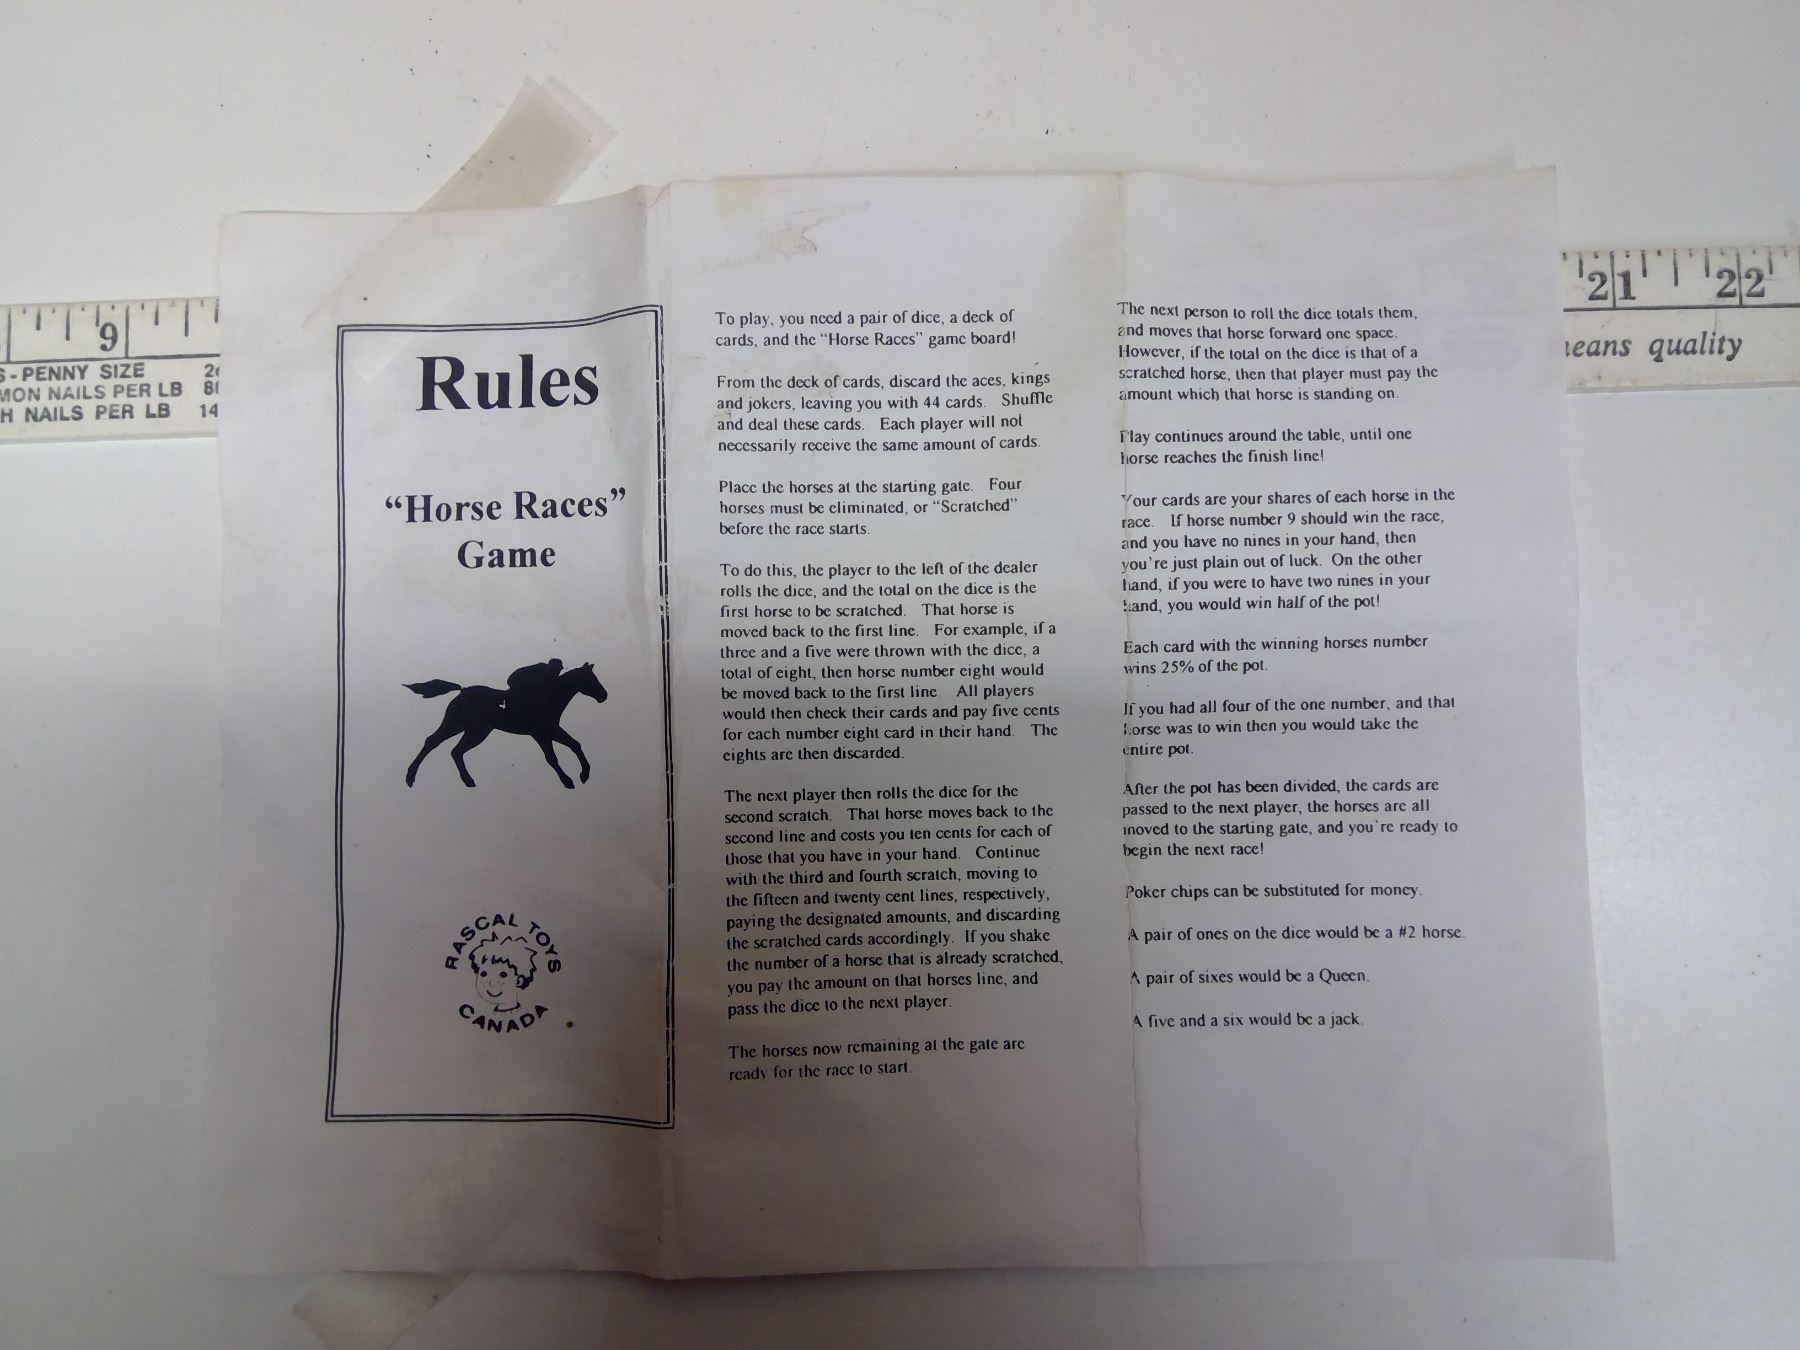 9
S-PENNY SIZE 2
MON NAILS PER LB 8
H NAILS PER LB 14
21 22
eans quality
Rules
“Horse Races”
Game
RASCAL TOYS
CANADA
To play, you need a pair of dice, a deck of
cards, and the “Horse Races” game board!
From the deck of cards, discard the aces, kings
and jokers, leaving you with 44 cards. Shuffle
and deal these cards. Each player will not
necessarily receive the same amount of cards.
Place the horses at the starting gate. Four
horses must be eliminated, or “Scratched”
before the race starts.
To do this, the player to the left of the dealer
rolls the dice, and the total on the dice is the
first horse to be scratched. That horse is
moved back to the first line. For example, if a
three and a five were thrown with the dice, a
total of eight, then horse number eight would
be moved back to the first line. All players
would then check their cards and pay five cents
for each number eight card in their hand. The
eights are then discarded.
The next player then rolls the dice for the
second scratch. That horse moves back to the
second line and costs you ten cents for each of
those that you have in your hand. Continue
with the third and fourth scratch, moving to
the fifteen and twenty cent lines, respectively,
paying the designated amounts, and discarding
the scratched cards accordingly. If you shake
the number of a horse that is already scratched,
you pay the amount on that horses line, and
pass the dice to the next player.
The horses now remaining at the gate are
ready for the race to start.
The next person to roll the dice totals them,
and moves that horse forward one space.
However, if the total on the dice is that of a
scratched horse, then that player must pay the
amount which that horse is standing on.
Play continues around the table, until one
horse reaches the finish line!
Your cards are your shares of each horse in the
race. If horse number 9 should win the race,
and you have no nines in your hand, then
you're just plain out of luck. On the other
hand, if you were to have two nines in your
hand, you would win half of the pot!
Each card with the winning horses number
wins 25% of the pot.
If you had all four of the one number, and that
horse was to win then you would take the
entire pot.
After the pot has been divided, the cards are
passed to the next player, the horses are all
moved to the starting gate, and you're ready to
begin the next race!
Poker chips can be substituted for money.
A pair of ones on the dice would be a #2 horse.
A pair of sixes would be a Queen.
A five and a six would be a jack.